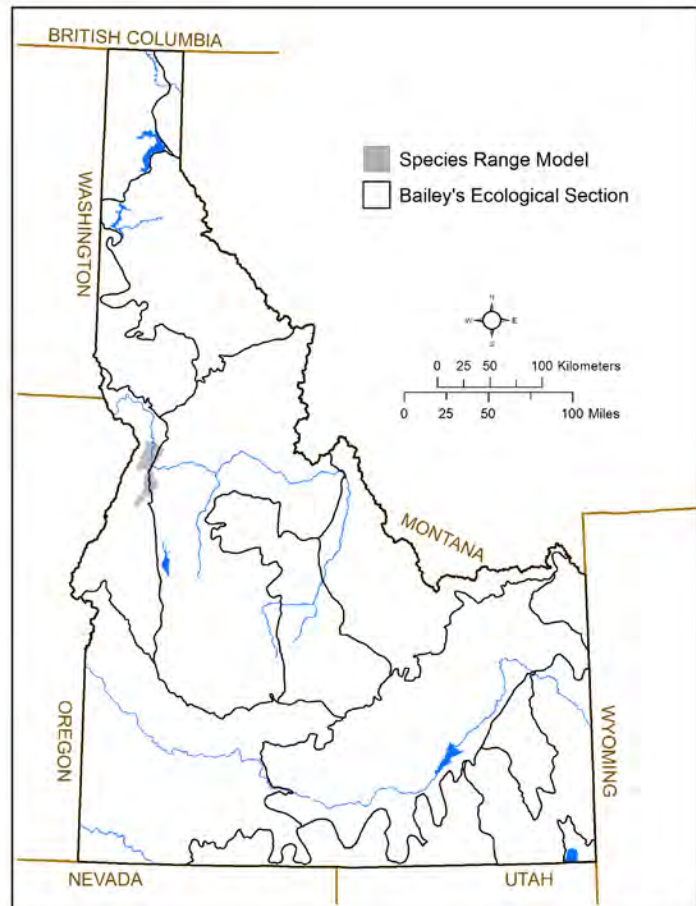 BRITISH COLUMBIA
WASHINGTON
Species Range Model
Bailey's Ecological Section
N
W
E
S
0 25 50 100 Kilometers
0 25 50 100 Miles
MONTANA
OREGON
WYOMING
NEVADA
UTAH